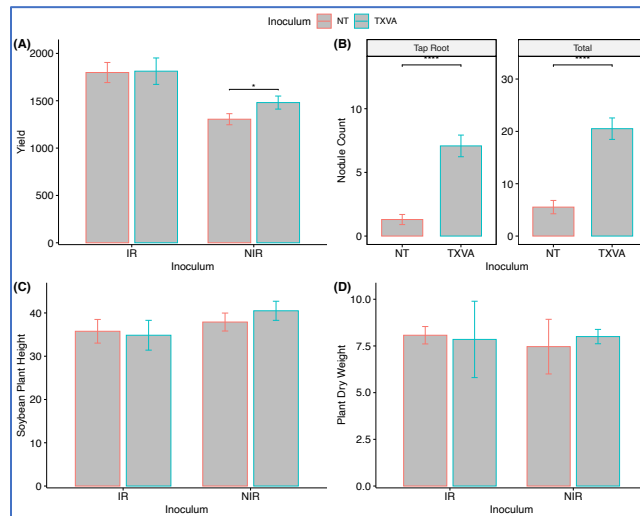 Inoculum NT TXVA
(A)
2000
1500
1000
500
0
Yield
*
IR NIR
Inoculum
(B)
Tap Root Total
**** ****
10
5
0
30
20
10
0
Nodule Count
NT TXVA NT TXVA
Inoculum
(C)
40
30
20
10
0
Soybean Plant Height
IR NIR
Inoculum
(D)
10.0
7.5
5.0
2.5
0.0
Plant Dry Weight
IR NIR
Inoculum